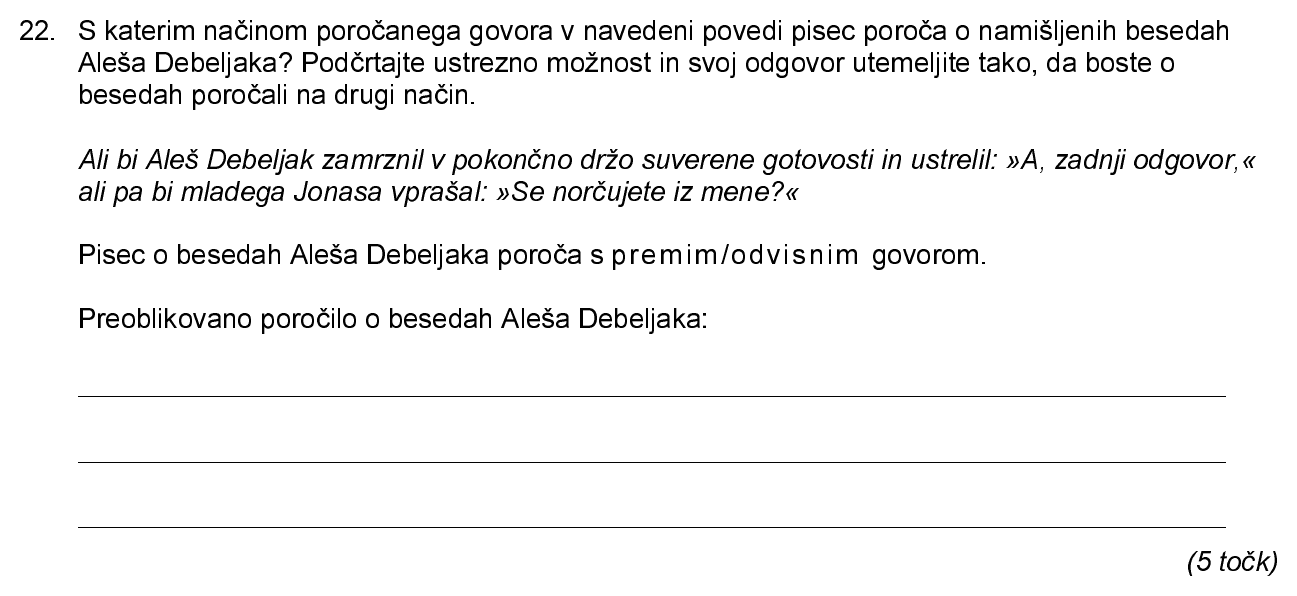 22. S katerim načinom poročanega govora v navedeni povedi pisec poroča o namišljenih besedah
Aleša Debeljaka? Podčrtajte ustrezno možnost in svoj odgovor utemeljite tako, da boste o
besedah poročali na drugi način.
Ali bi Aleš Debeljak zamrznil v pokončno držo suverene gotovosti in ustrelil: »A, zadnji odgovor,«
ali pa bi mladega Jonasa vprašal: »Se norčujete iz mene?«
Pisec o besedah Aleša Debeljaka poroča s premim/odvisnim govorom.
Preoblikovano poročilo o besedah Aleša Debeljaka:
(5 točk)